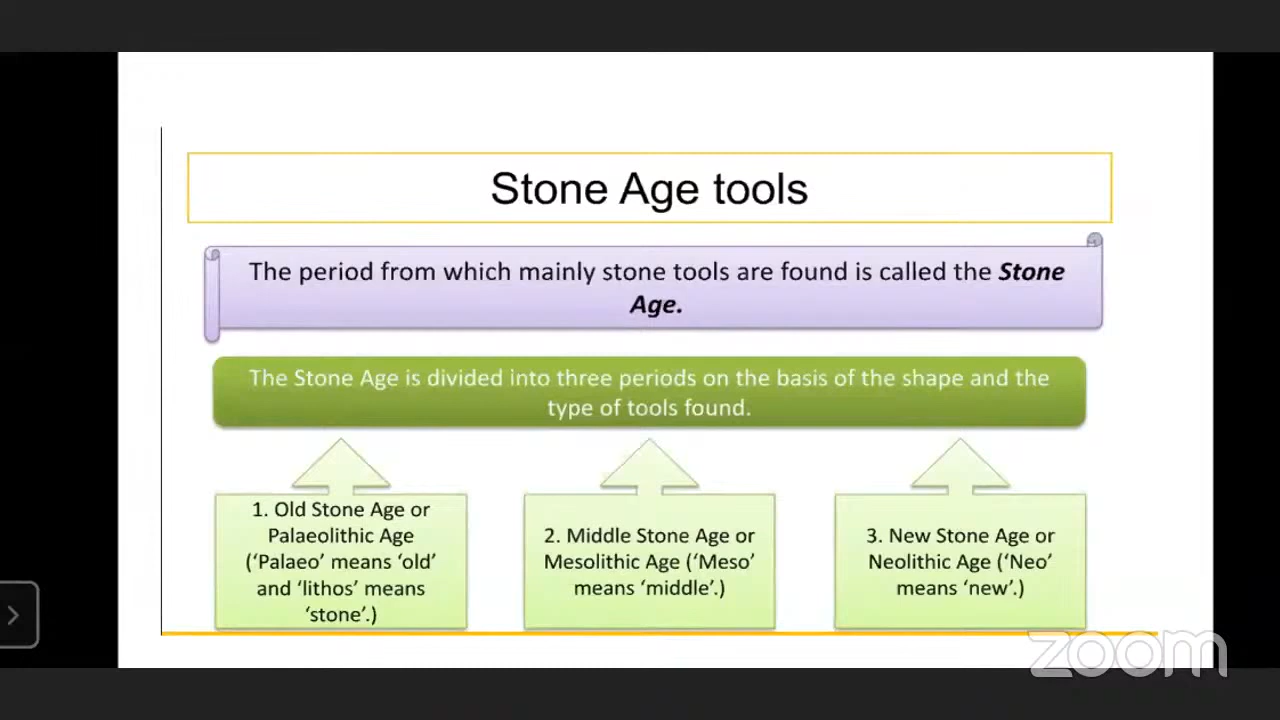 Stone Age tools
The period from which mainly stone tools are found is called the Stone
Age.
The Stone Age is divided into three periods on the basis of the shape and the
type of tools found.
1. Old Stone Age or
Palaeolithic Age
(‘Palaeo’ means ‘old’
and ‘lithos’ means
‘stone’.)
2. Middle Stone Age or
Mesolithic Age (‘Meso’
means ‘middle’.)
3. New Stone Age or
Neolithic Age (‘Neo’
means ‘new’.)
zoom